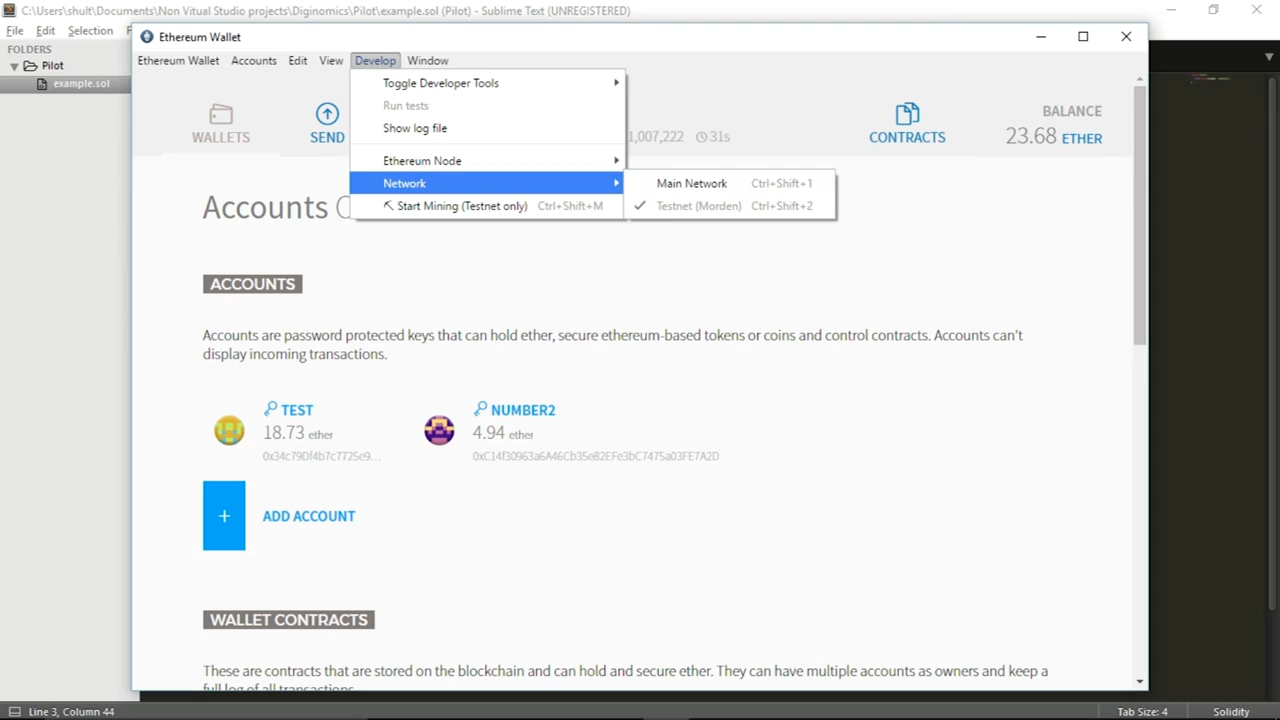 C:\Users\shult\Documents\Non Vitual Studio projects\Diginomics\Pilot\example.sol (Pilot) - Sublime Text (UNREGISTERED)
File Edit Selection
FOLDERS
Pilot
example.sol
Ethereum Wallet
Ethereum Wallet Accounts Edit View Develop Window
Toggle Developer Tools
Run tests
Show log file
Ethereum Node
Network
Start Mining (Testnet only) Ctrl+Shift+M
Main Network Ctrl+Shift+1
Testnet (Morden) Ctrl+Shift+2
WALLETS
SEND
1,007,222 31s
CONTRACTS
BALANCE
23.68 ETHER
Accounts
ACCOUNTS
Accounts are password protected keys that can hold ether, secure ethereum-based tokens or coins and control contracts. Accounts can't
display incoming transactions.
TEST
18.73 ether
0x34c79Df4b7c7725e9...
NUMBER2
4.94 ether
0xC14f30963a6A46Cb35e82EFe3bC7475a03FE7A2D
+
ADD ACCOUNT
WALLET CONTRACTS
These are contracts that are stored on the blockchain and can hold and secure ether. They can have multiple accounts as owners and keep a
full log of all transactions.
Line 3, Column 44
Tab Size: 4
Solidity